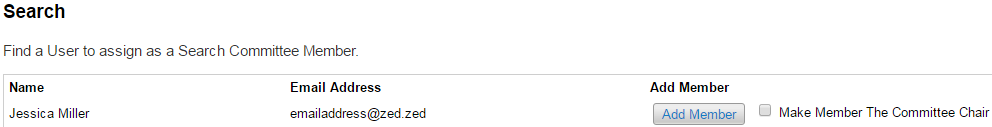 Search
Find a User to assign as a Search Committee Member.
Name Email Address Add Member
Jessica Miller emailaddress@zed.zed Add Member Make Member The Committee Chair